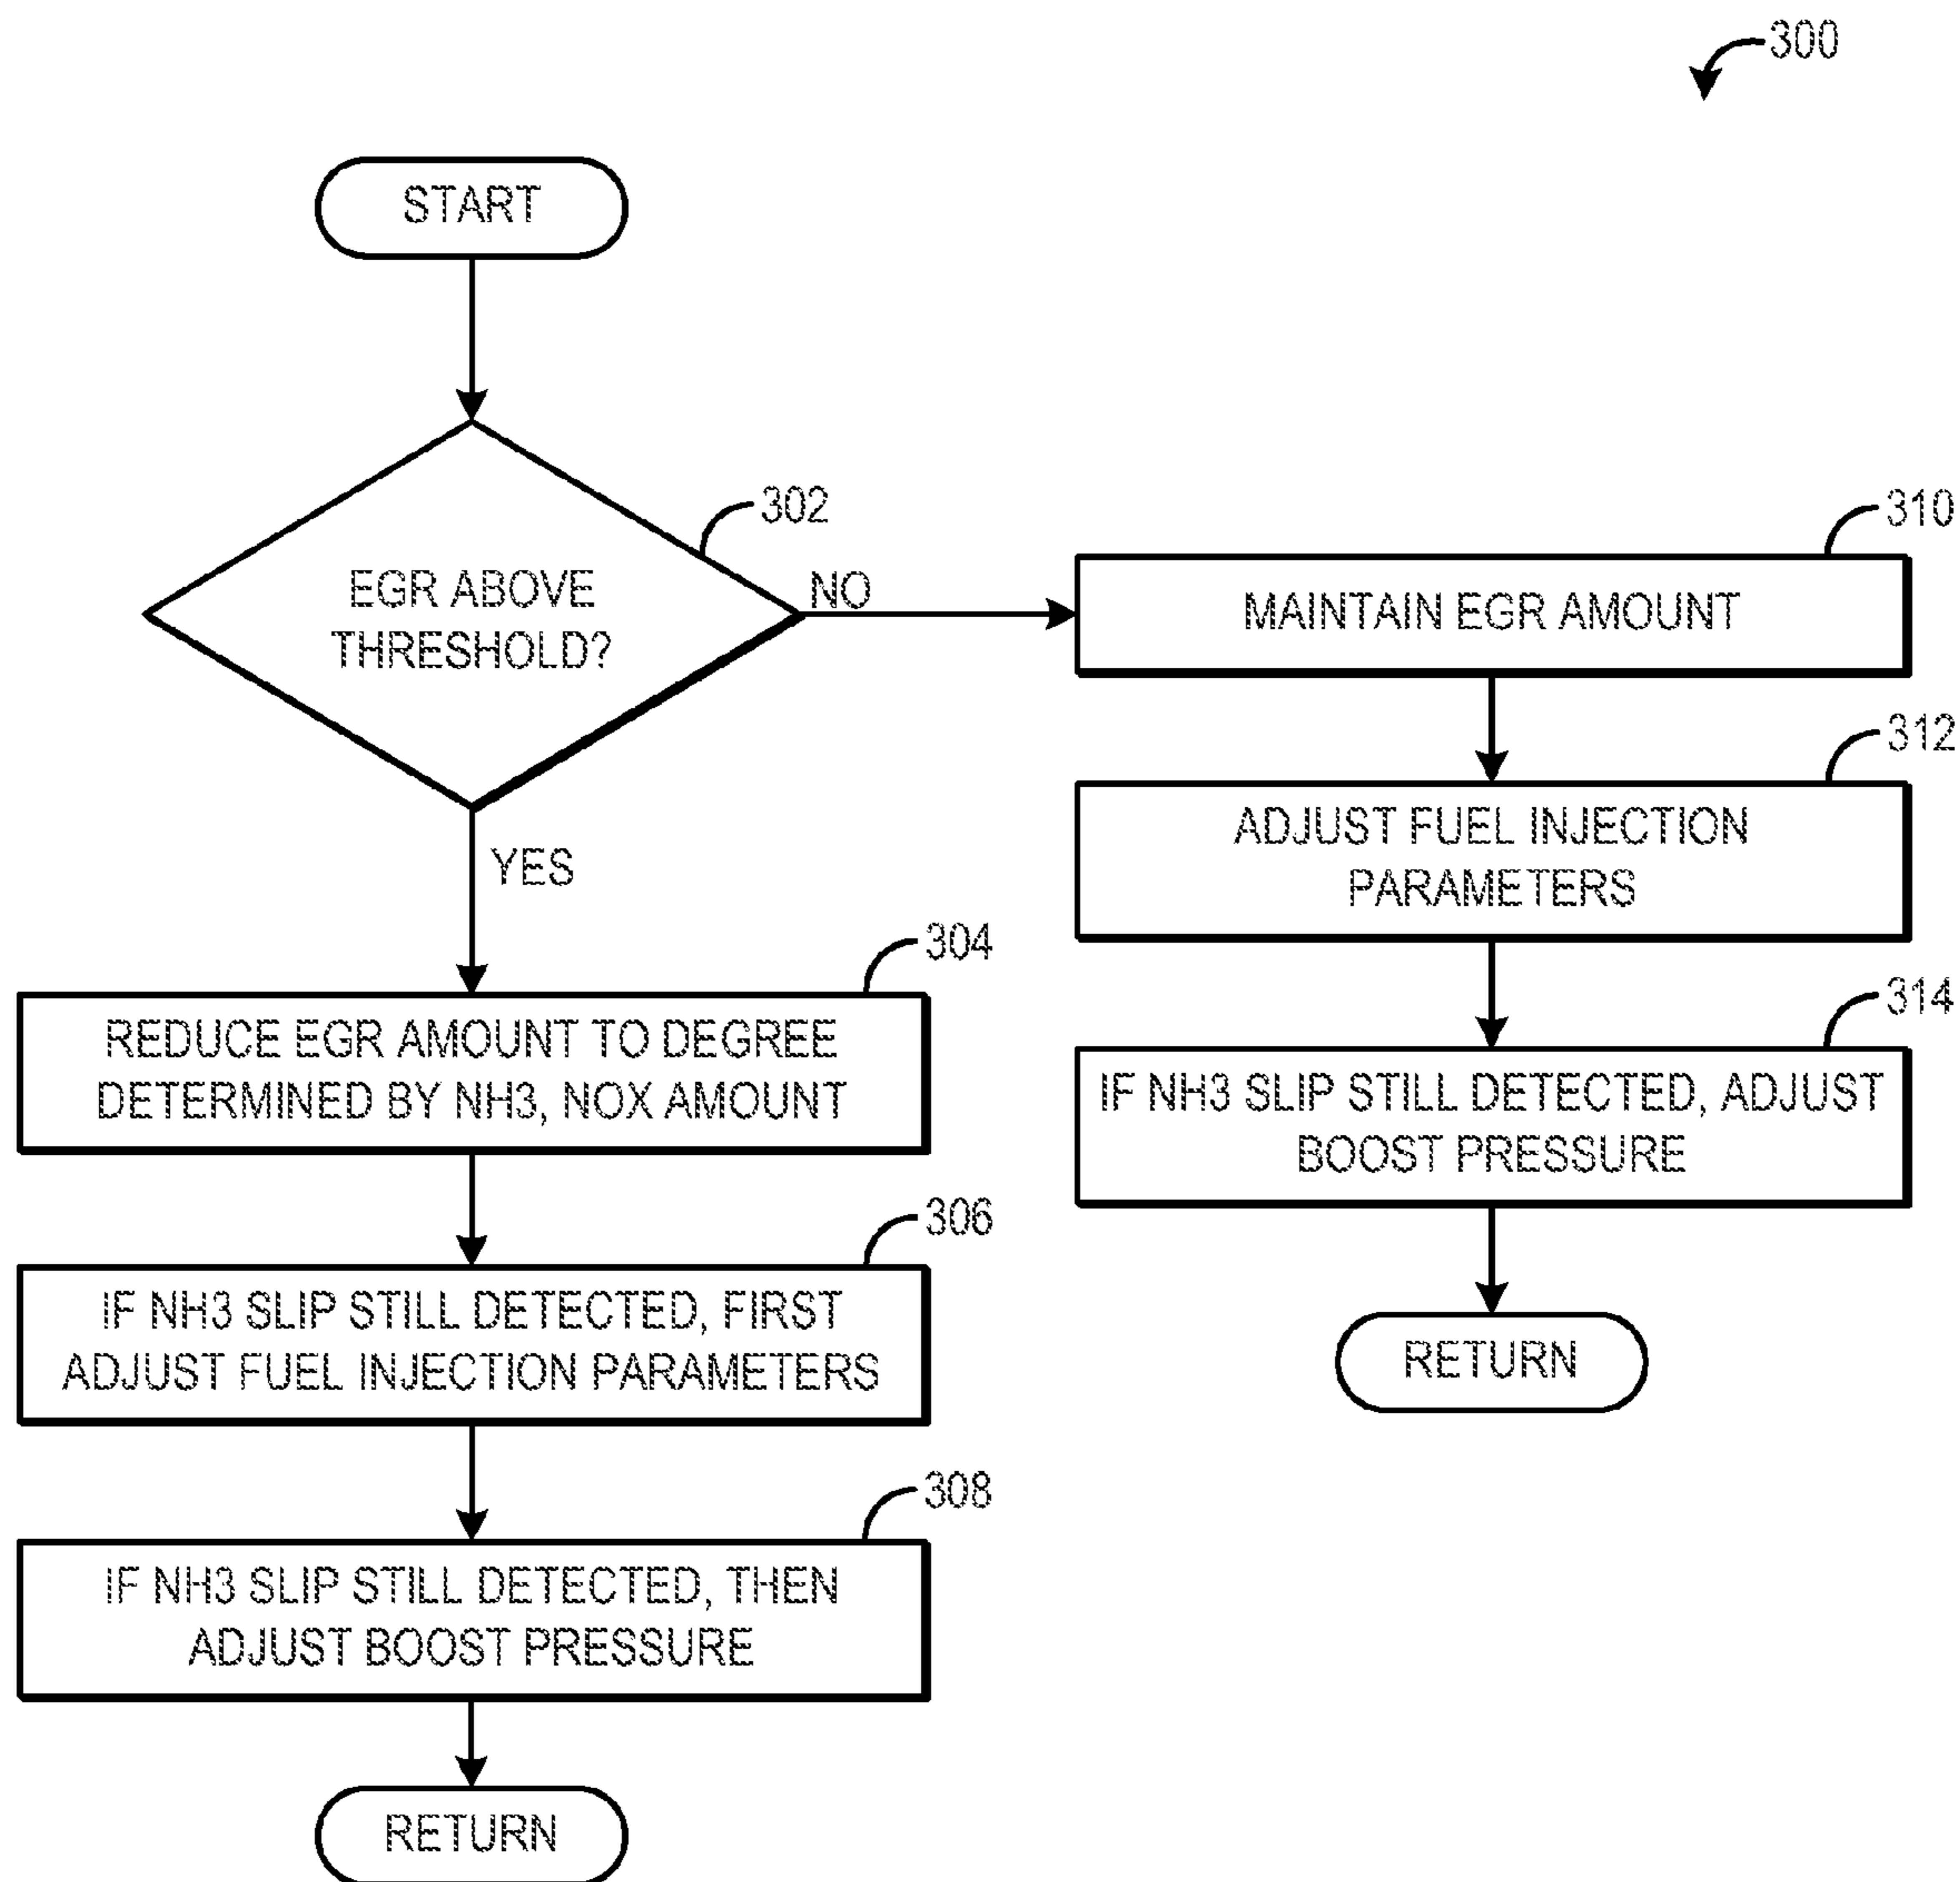 300
START
302
EGR ABOVE
THRESHOLD?
NO
YES
304
REDUCE EGR AMOUNT TO DEGREE
DETERMINED BY NH3, NOX AMOUNT
306
IF NH3 SLIP STILL DETECTED, FIRST
ADJUST FUEL INJECTION PARAMETERS
308
IF NH3 SLIP STILL DETECTED, THEN
ADJUST BOOST PRESSURE
RETURN
310
MAINTAIN EGR AMOUNT
312
ADJUST FUEL INJECTION
PARAMETERS
314
IF NH3 SLIP STILL DETECTED, ADJUST
BOOST PRESSURE
RETURN